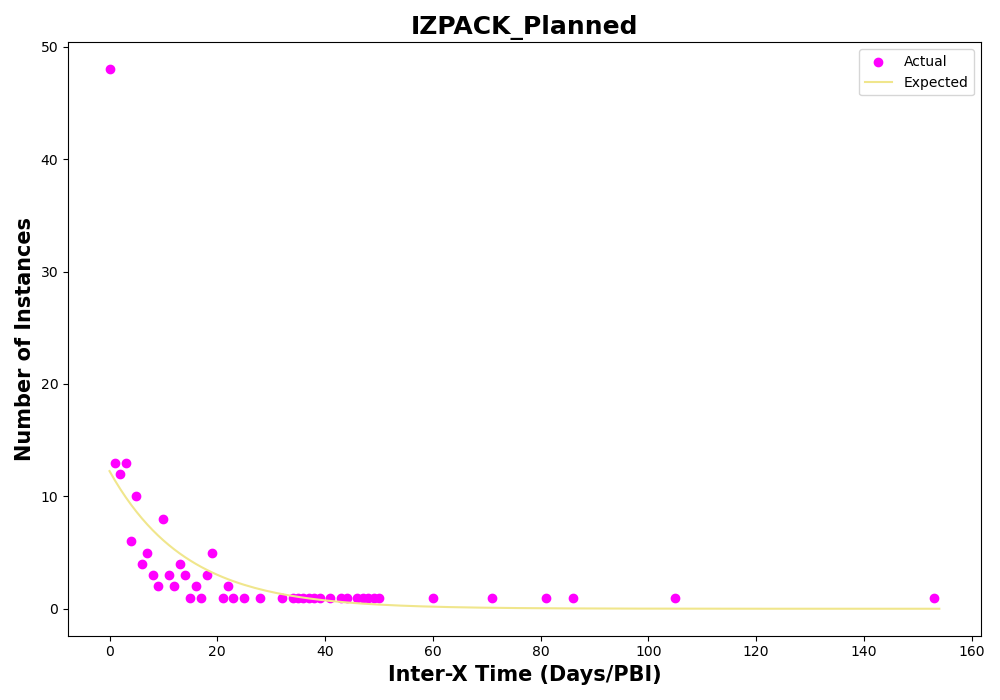 IZPACK_Planned
Actual
Expected
Number of Instances
50
40
30
20
10
0
0 20 40 60 80 100 120 140 160
Inter-X Time (Days/PBI)